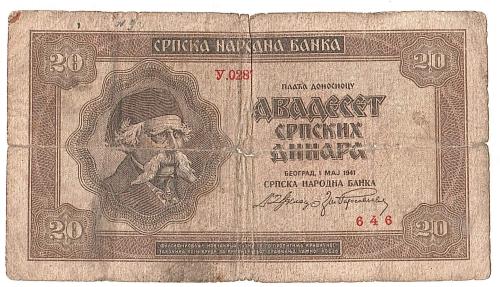 СРПСКА НАРОДНА БАНКА
20
20
У.028
ПЛАЋА ДОНОСИОЦУ
ДВАДЕСЕТ
СРПСКИХ
ДИНАРА
БЕОГРАД, 1 МАЈ 1941
СРПСКА НАРОДНА БАНКА
646
20
20